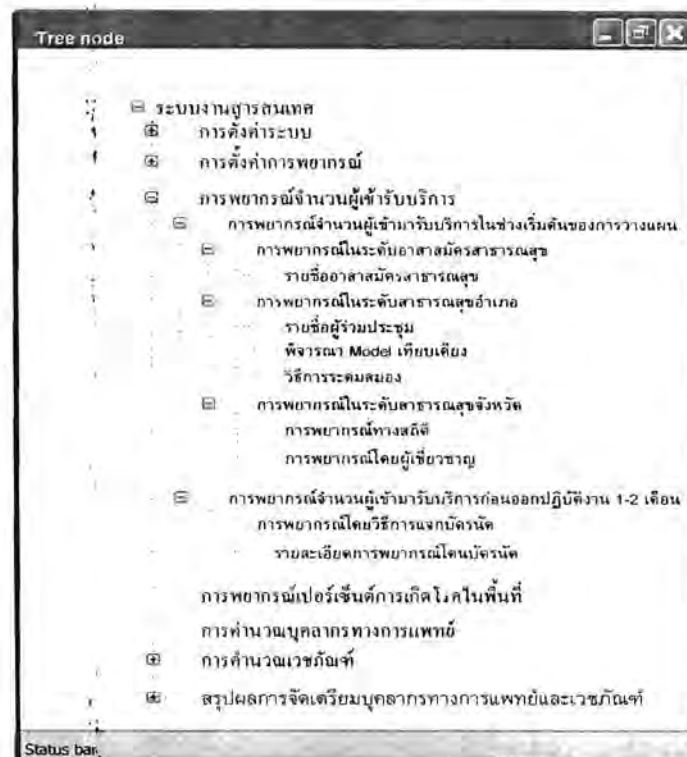 Tree node
ระบบงานสารสนเทศ
การตั้งค่าระบบ
การตั้งค่าการพยากรณ์
การพยากรณ์จำนวนผู้เข้ารับบริการ
การพยากรณ์จำนวนผู้เข้ามารับบริการในช่วงเริ่มต้นของการวางแผน
การพยากรณ์ในระดับอาสาสมัครสาธารณสุข
รายชื่ออาสาสมัครสาธารณสุข
การพยากรณ์ในระดับสาธารณสุขอำเภอ
รายชื่อผู้ร่วมประชุม
พิจารณา Model เทียบเคียง
วิธีการระดมสมอง
การพยากรณ์ในระดับสาธารณสุขจังหวัด
การพยากรณ์ทางสถิติ
การพยากรณ์โดยผู้เชี่ยวชาญ
การพยากรณ์จำนวนผู้เข้ามารับบริการก่อนออกปฏิบัติงาน 1-2 เดือน
การพยากรณ์โดยวิธีการแจกบัตรนัด
รายละเอียดการพยากรณ์โดนบัตรนัด
การพยากรณ์เปอร์เซ็นต์การเกิดโรคในพื้นที่
การคำนวณบุคลากรทางการแพทย์
การคำนวณเวชภัณฑ์
สรุปผลการจัดเตรียมบุคลากรทางการแพทย์และเวชภัณฑ์
Status bar